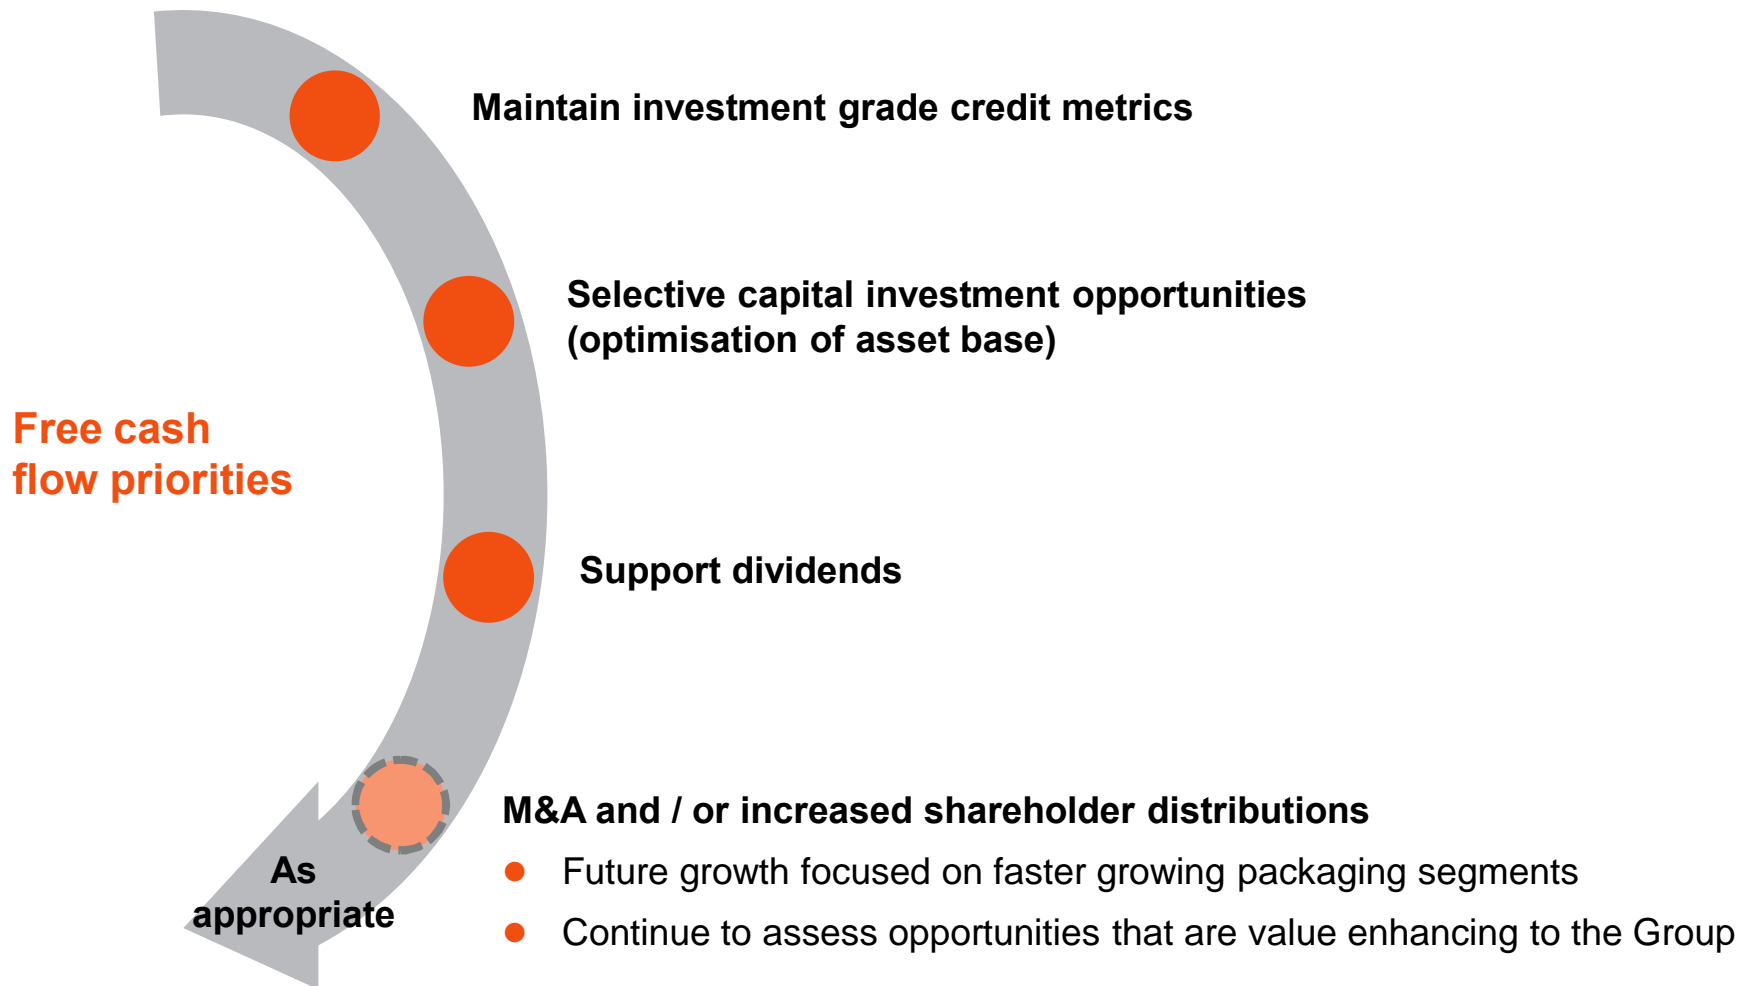 Maintain investment grade credit metrics
Selective capital investment opportunities
(optimisation of asset base)
Free cash
flow priorities
Support dividends
M&A and / or increased shareholder distributions
As
appropriate
Future growth focused on faster growing packaging segments
Continue to assess opportunities that are value enhancing to the Group